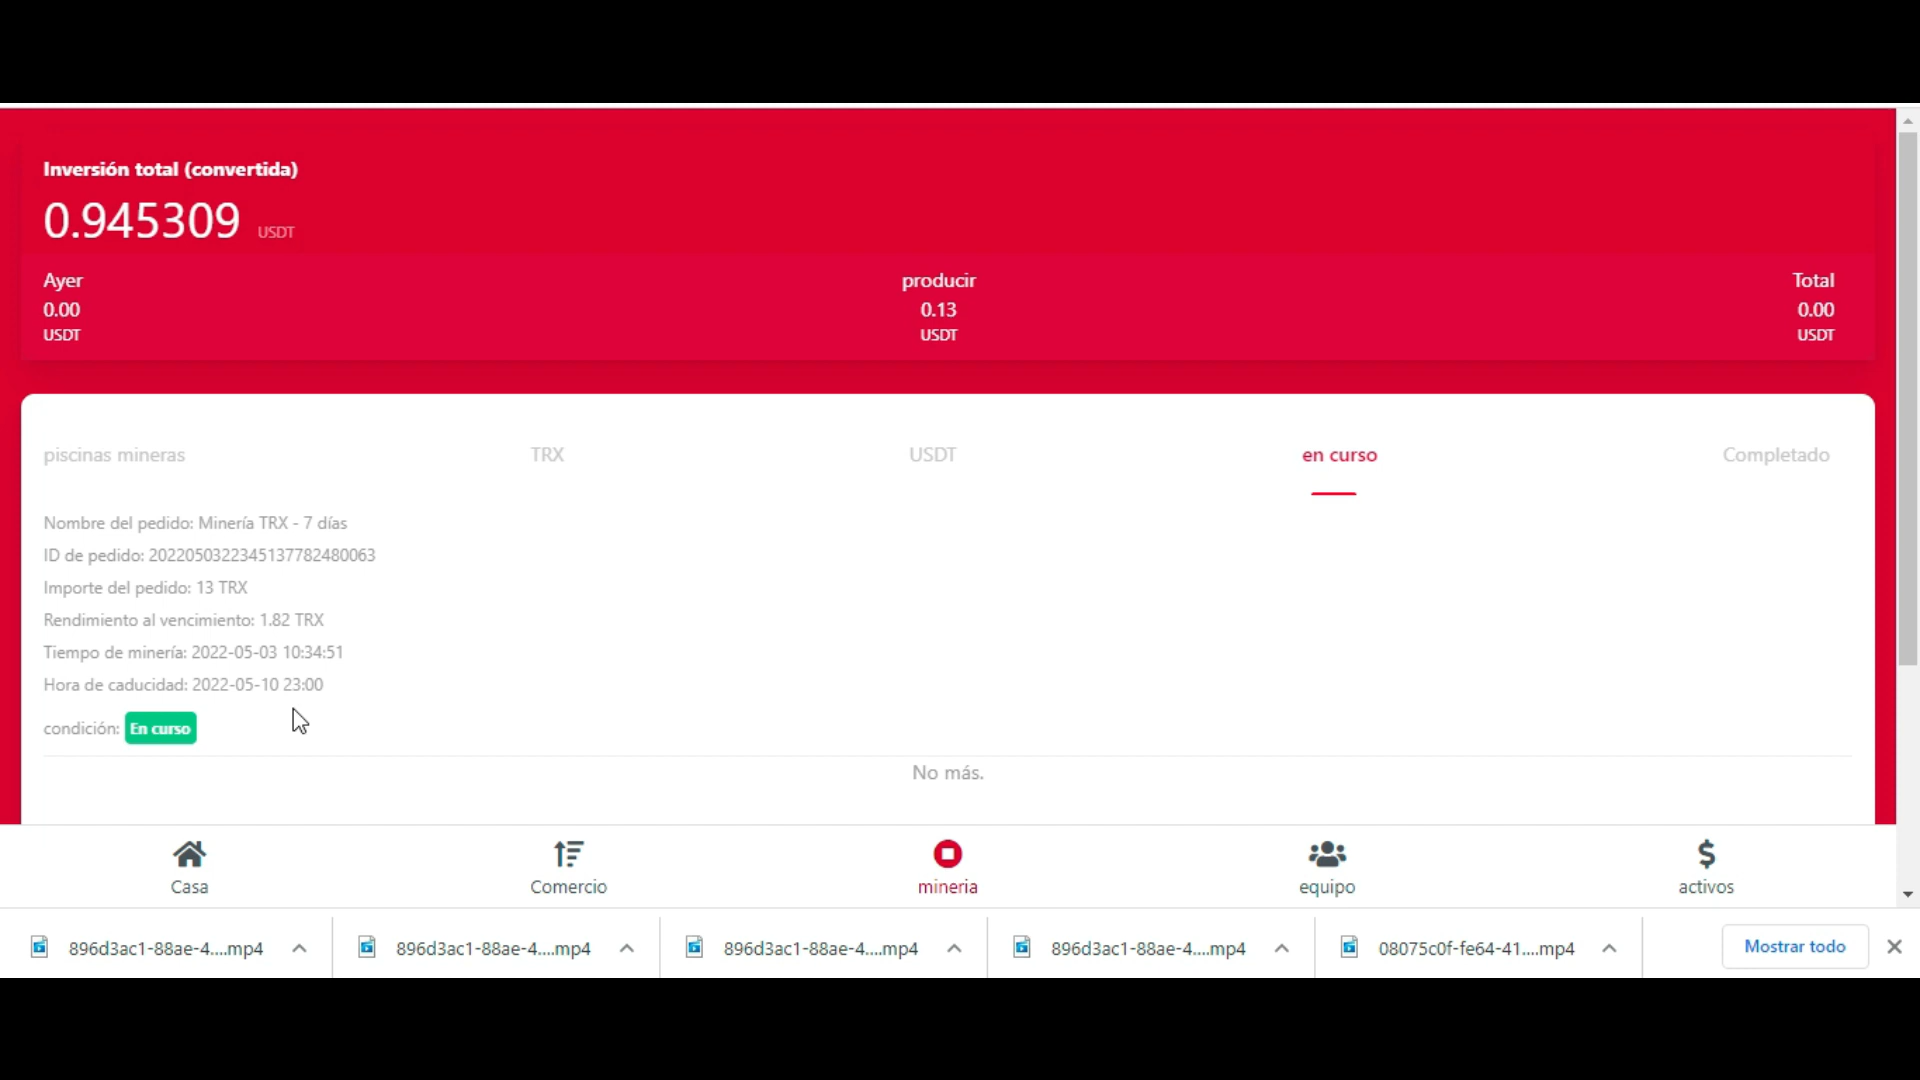 Inversión total (convertida)
0.945309 USDT
Ayer producir Total
0.00 0.13 0.00
USDT USDT USDT
piscinas mineras TRX USDT en curso Completado
Nombre del pedido: Minería TRX - 7 días
ID de pedido: 2022050322345137782480063
Importe del pedido: 13 TRX
Rendimiento al vencimiento: 1.82 TRX
Tiempo de minería: 2022-05-03 10:34:51
Hora de caducidad: 2022-05-10 23:00
condición: En curso
No más.
Casa Comercio mineria equipo activos
896d3ac1-88ae-4....mp4 896d3ac1-88ae-4....mp4 896d3ac1-88ae-4....mp4 896d3ac1-88ae-4....mp4 08075c0f-fe64-41....mp4 Mostrar todo